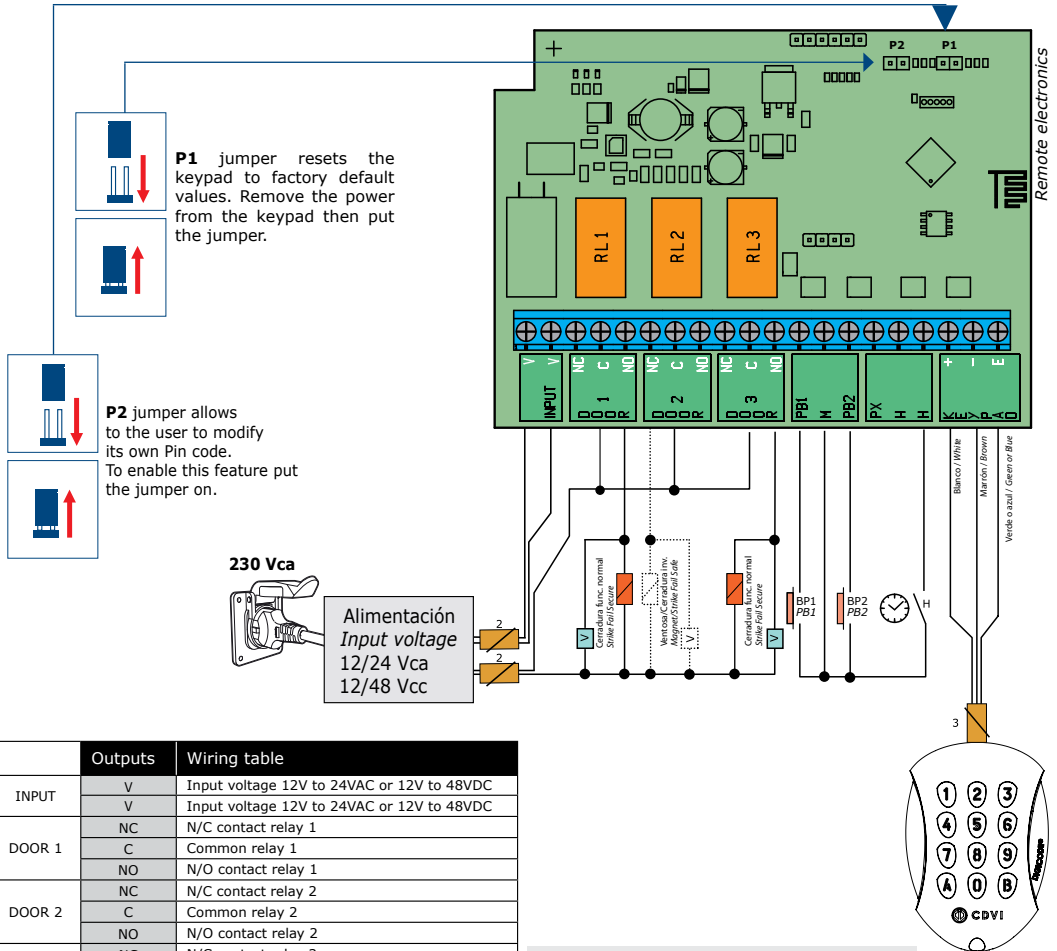 P2 P1
Remote electronics
P1 jumper resets the
keypad to factory default
values. Remove the power
from the keypad then put
the jumper.
RL1
RL2
RL3
P2 jumper allows
to the user to modify
its own Pin code.
To enable this feature put
the jumper on.
V V
INPUT
NC C NO
DOOR 1
NC C NO
DOOR 2
NC C NO
DOOR 3
PB1
M
PB2
PX
H
H
+ – E
KEYPAD
Blanco / White
Marrón / Brown
Verde o azul / Green or Blue
230 Vca
Alimentación
Input voltage
12/24 Vca
12/48 Vcc
2
2
V
Cerradura func. normal
Strike Fail Secure
Ventosa/Cerradura inv.
Magnet/Strike Fail Safe
V
Cerradura func. normal
Strike Fail Secure
V
BP1
PB1
BP2
PB2
H
3
1 2 3
4 5 6
7 8 9
A 0 B
DIGICODE®
CDVI
Outputs Wiring table
INPUT
V Input voltage 12V to 24VAC or 12V to 48VDC
V Input voltage 12V to 24VAC or 12V to 48VDC
DOOR 1
NC N/C contact relay 1
C Common relay 1
NO N/O contact relay 1
DOOR 2
NC N/C contact relay 2
C Common relay 2
NO N/O contact relay 2